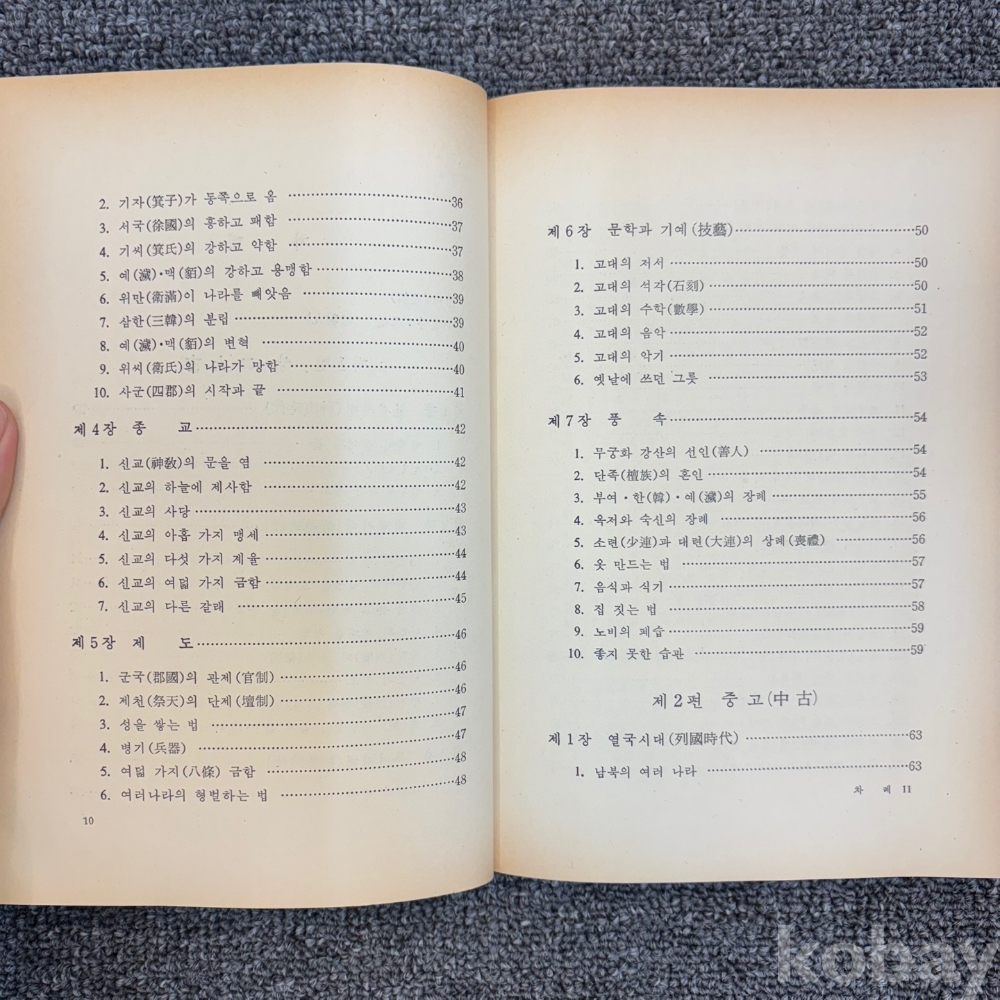 2. 기자(箕子)가 동쪽으로 옴 ········ 36
3. 서국(徐國)의 흥하고 패함 ········ 37
4. 기씨(箕氏)의 강하고 약함 ········ 37
5. 예(濊)·맥(貊)의 강하고 용맹함 ········ 38
6. 위만(衛滿)이 나라를 빼앗음 ········ 39
7. 삼한(三韓)의 분립 ········ 39
8. 예(濊)·맥(貊)의 변혁 ········ 40
9. 위씨(衛氏)의 나라가 망함 ········ 40
10. 사군(四郡)의 시작과 끝 ········ 41
제4장 종 교 ········ 42
1. 신교(神敎)의 문을 염 ········ 42
2. 신교의 하늘에 제사함 ········ 42
3. 신교의 사당 ········ 43
4. 신교의 아홉 가지 맹세 ········ 43
5. 신교의 다섯 가지 계율 ········ 44
6. 신교의 여덟 가지 금함 ········ 44
7. 신교의 다른 갈래 ········ 45
제5장 제 도 ········ 46
1. 군국(郡國)의 관제(官制) ········ 46
2. 제천(祭天)의 단제(壇制) ········ 46
3. 성을 쌓는 법 ········ 47
4. 병기(兵器) ········ 47
5. 여덟 가지(八條) 금함 ········ 48
6. 여러나라의 형벌하는 법 ········ 48
10
제6장 문학과 기예(技藝) ········ 50
1. 고대의 저서 ········ 50
2. 고대의 석각(石刻) ········ 50
3. 고대의 수학(數學) ········ 51
4. 고대의 음악 ········ 52
5. 고대의 악기 ········ 52
6. 옛날에 쓰던 그릇 ········ 53
제7장 풍 속 ········ 54
1. 무궁화 강산의 선인(善人) ········ 54
2. 단족(檀族)의 혼인 ········ 54
3. 부여·한(韓)·예(濊)의 장례 ········ 55
4. 옥저와 숙신의 장례 ········ 56
5. 소련(少連)과 대련(大連)의 상례(喪禮) ········ 56
6. 옷 만드는 법 ········ 57
7. 음식과 식기 ········ 57
8. 집 짓는 법 ········ 58
9. 노비의 폐습 ········ 59
10. 좋지 못한 습관 ········ 59
제2편 중고(中古)
제1장 열국시대(列國時代) ········ 63
1. 남북의 여러 나라 ········ 63
차 례 11
kobay